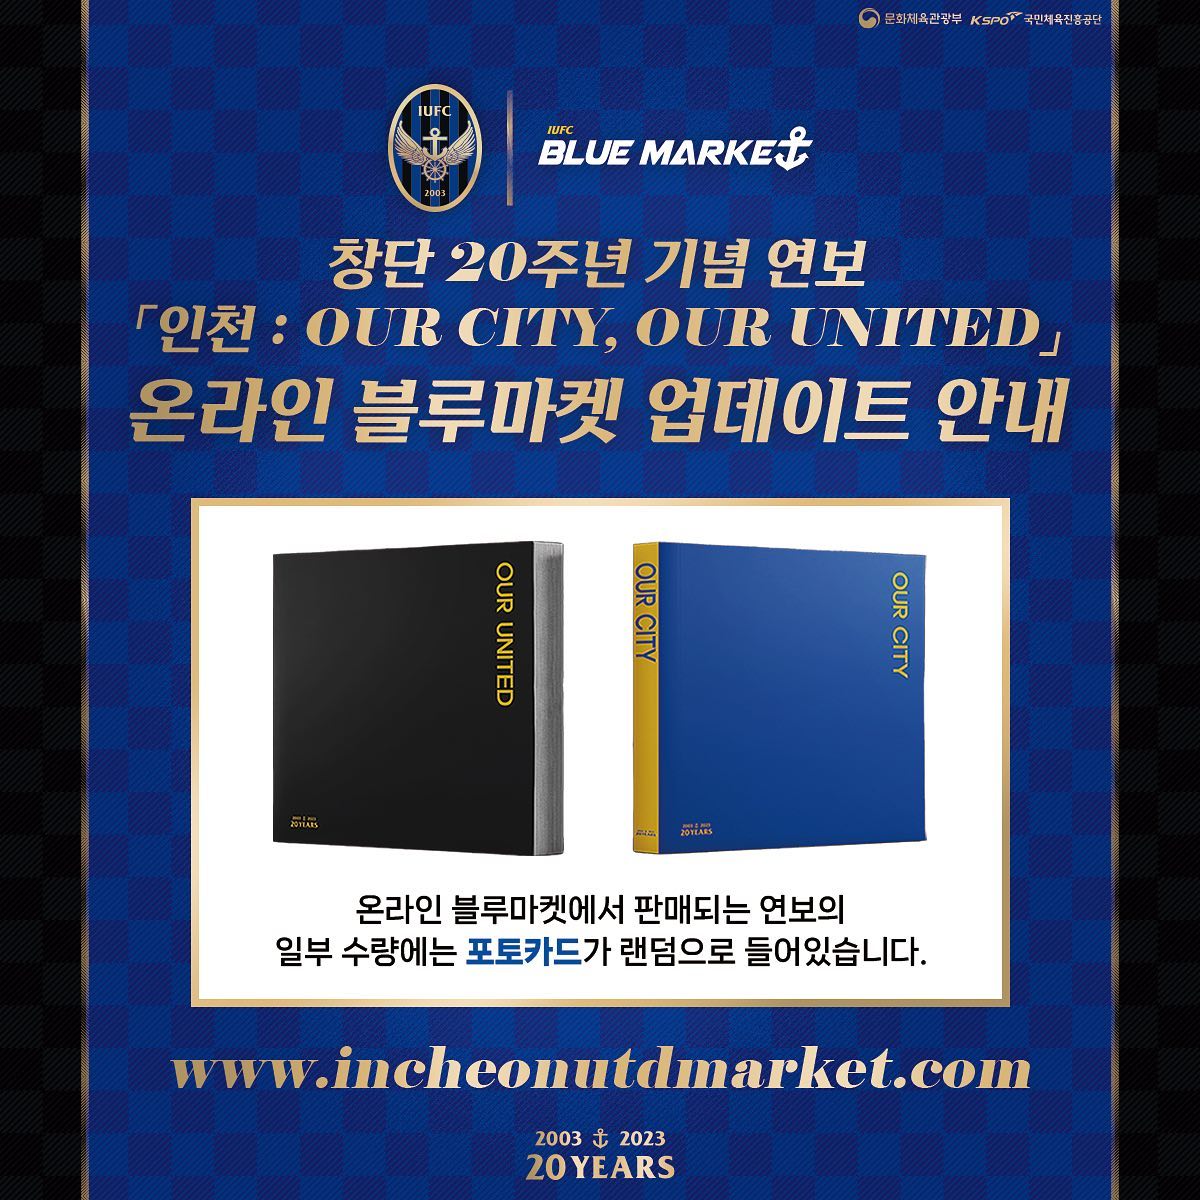 문화체육관광부 KSPO 국민체육진흥공단
IUFC
2003
IUFC
BLUE MARKET
창단 20주년 기념 연보
「인천 : OUR CITY, OUR UNITED」
온라인 블루마켓 업데이트 안내
OUR UNITED
2003 2023
20YEARS
OUR CITY
OUR CITY
2003 2023
20YEARS
온라인 블루마켓에서 판매되는 연보의
일부 수량에는 포토카드가 랜덤으로 들어있습니다.
www.incheonutdmarket.com
2003 2023
20 YEARS